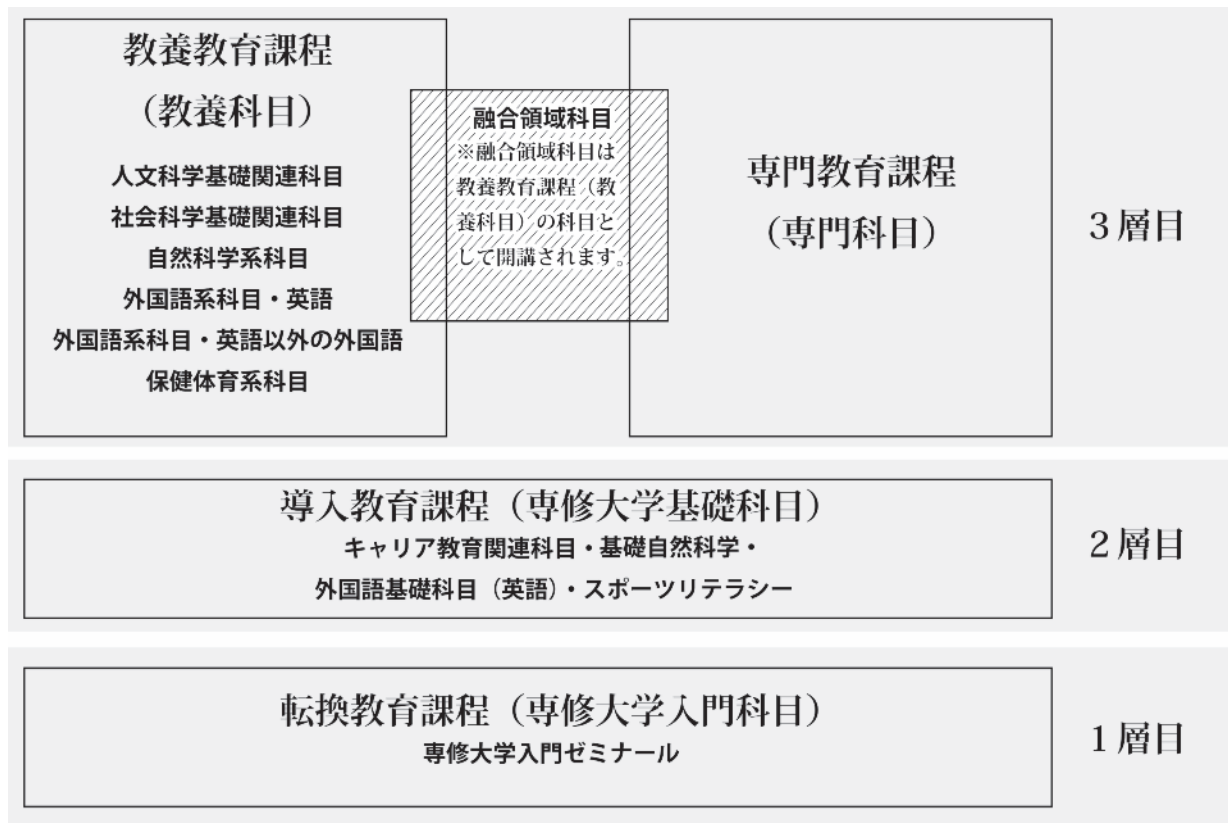 教養教育課程
（教養科目）
人文科学基礎関連科目
社会科学基礎関連科目
自然科学系科目
外国語系科目・英語
外国語系科目・英語以外の外国語
保健体育系科目
融合領域科目
※融合領域科目は
教養教育課程（教
養科目）の科目と
して開講されます。
専門教育課程
（専門科目）
３層目
導入教育課程（専修大学基礎科目）
キャリア教育関連科目・基礎自然科学・
外国語基礎科目（英語）・スポーツリテラシー
２層目
転換教育課程（専修大学入門科目）
専修大学入門ゼミナール
１層目